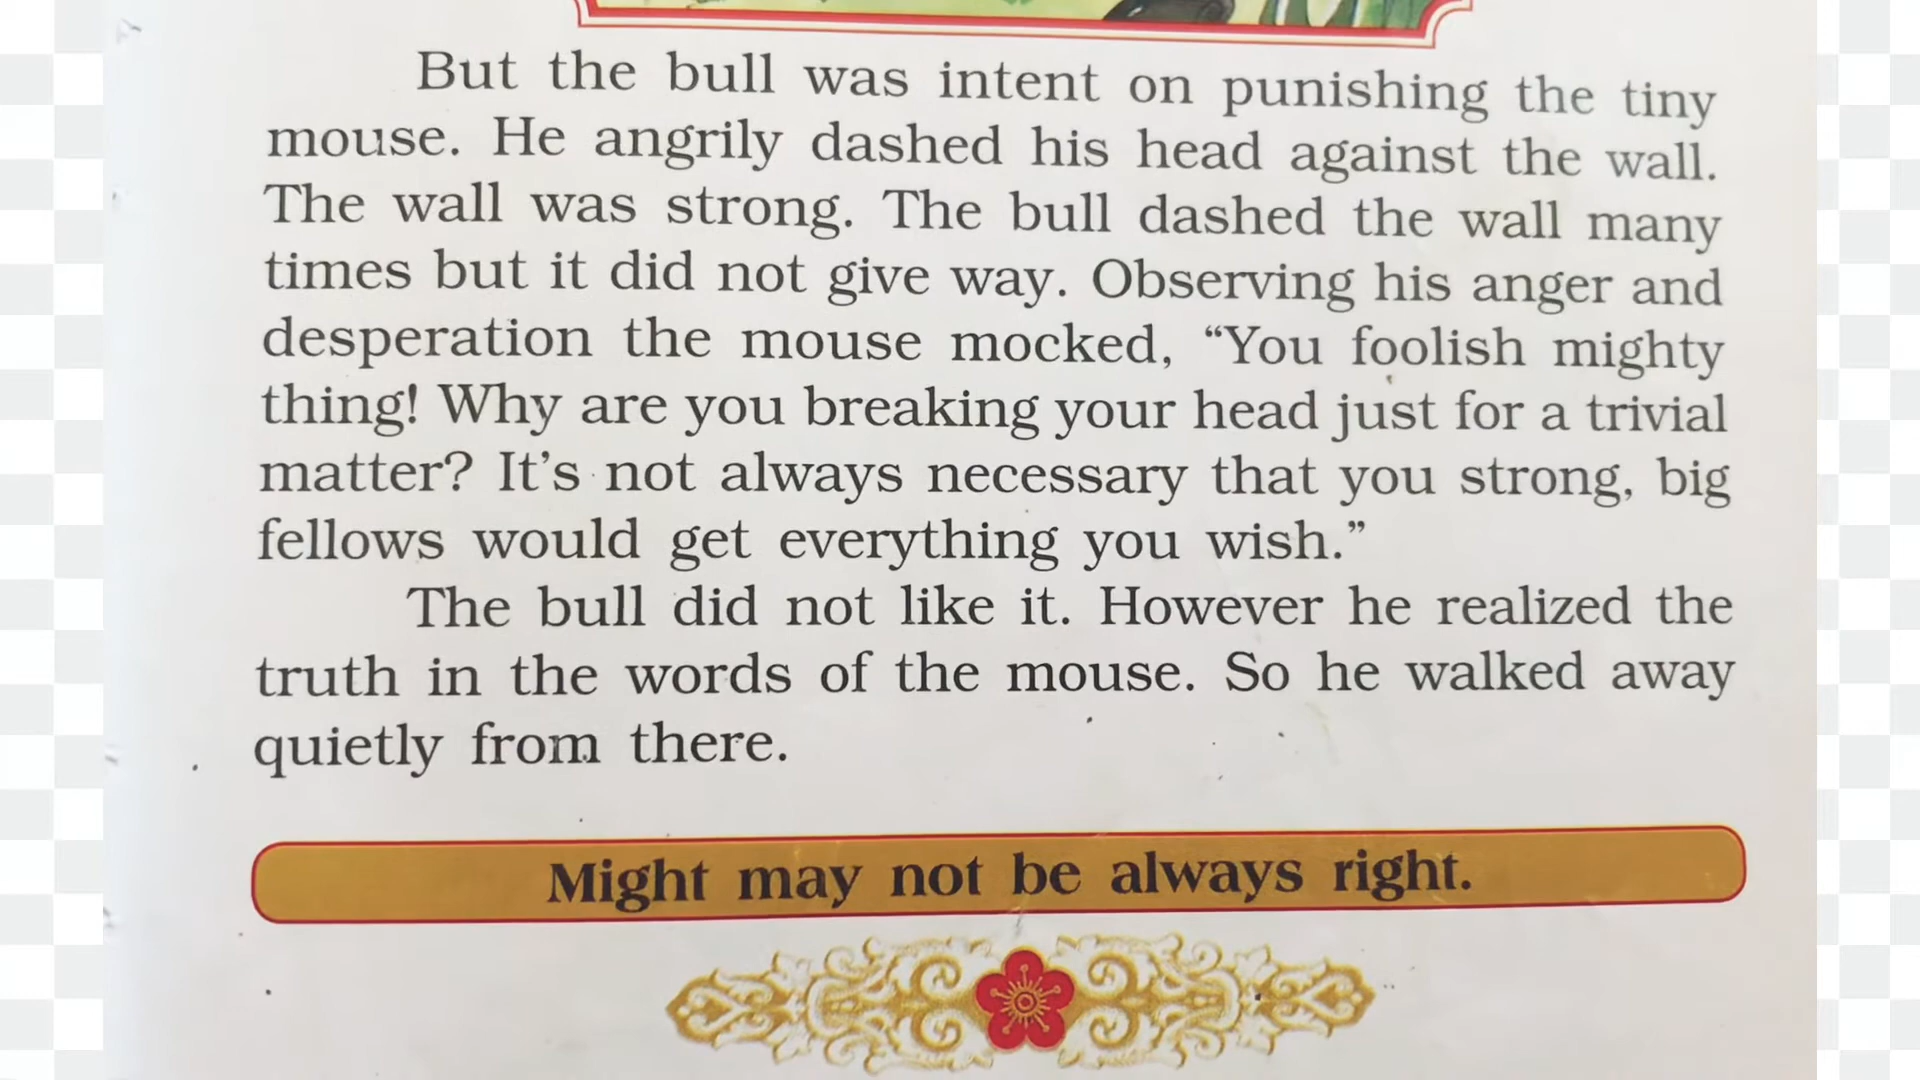 But the bull was intent on punishing the tiny
mouse. He angrily dashed his head against the wall.
The wall was strong. The bull dashed the wall many
times but it did not give way. Observing his anger and
desperation the mouse mocked, “You foolish mighty
thing! Why are you breaking your head just for a trivial
matter? It’s not always necessary that you strong, big
fellows would get everything you wish.”
The bull did not like it. However he realized the
truth in the words of the mouse. So he walked away
quietly from there.
Might may not be always right.